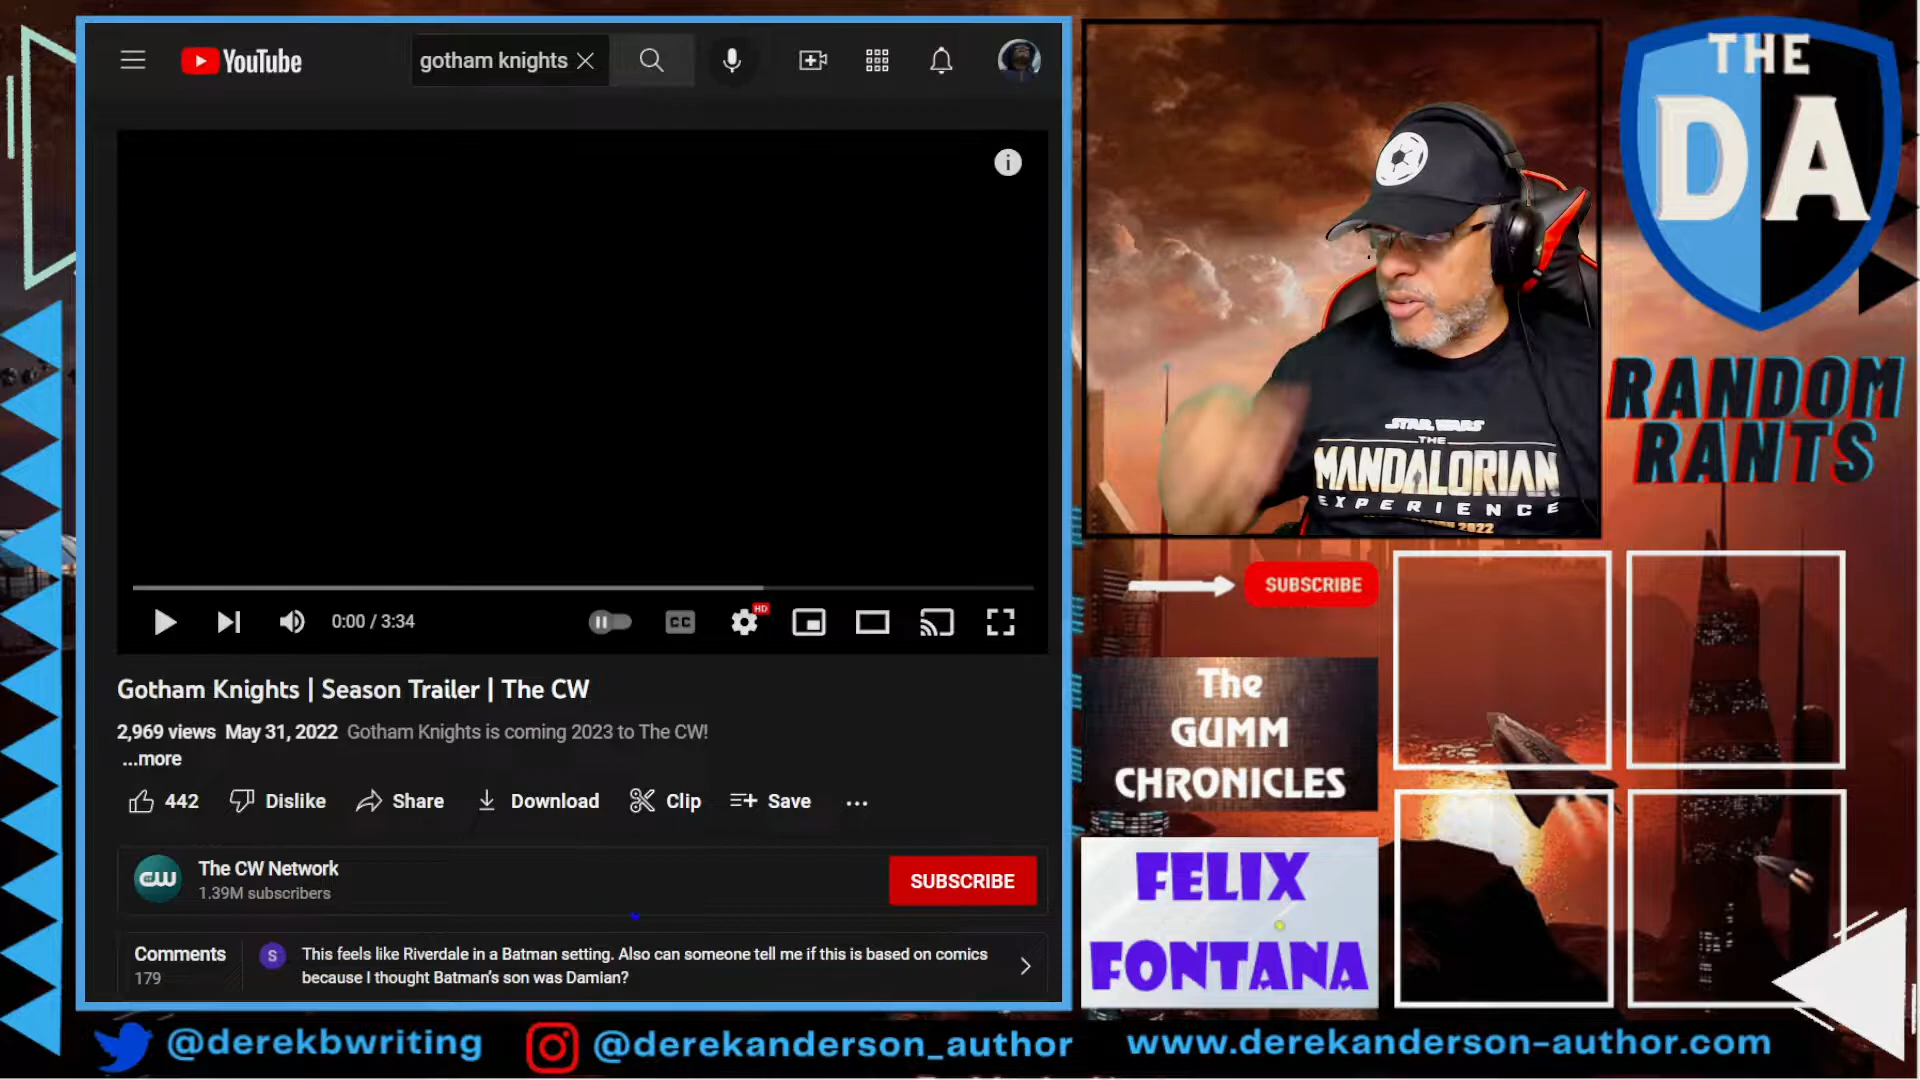 YouTube
gotham knights
0:00 / 3:34
CC
HD
Gotham Knights | Season Trailer | The CW
2,969 views May 31, 2022 Gotham Knights is coming 2023 to The CW!
...more
442 Dislike Share Download Clip Save ...
CW
The CW Network
1.39M subscribers
SUBSCRIBE
Comments
179
S
This feels like Riverdale in a Batman setting. Also can someone tell me if this is based on comics
because I thought Batman's son was Damian?
STAR WARS
THE
MANDALORIAN
EXPERIENCE
2022
THE
DA
RANDOM
RANTS
SUBSCRIBE
The
GUMM
CHRONICLES
FELIX
FONTANA
@derekbwriting
@derekanderson_author
www.derekanderson-author.com